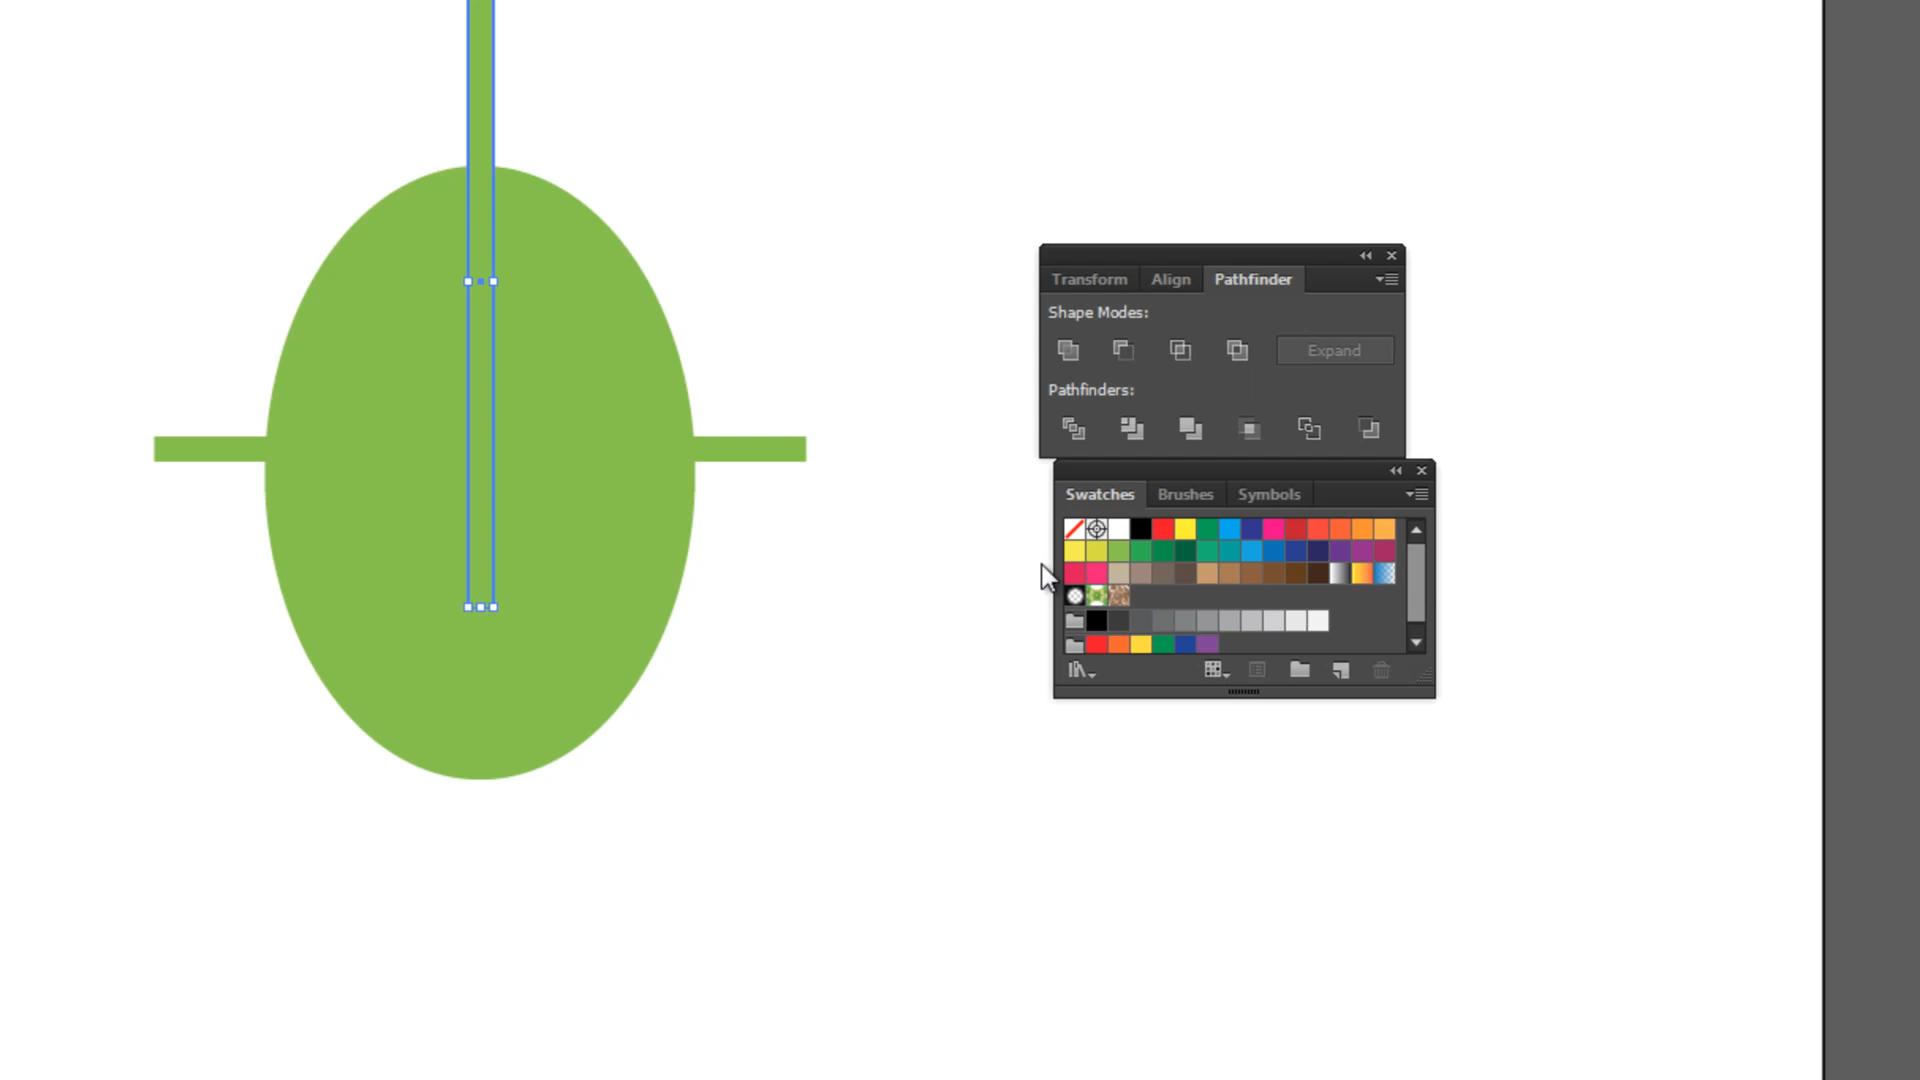 Transform Align Pathfinder
Shape Modes:
Expand
Pathfinders:
Swatches Brushes Symbols